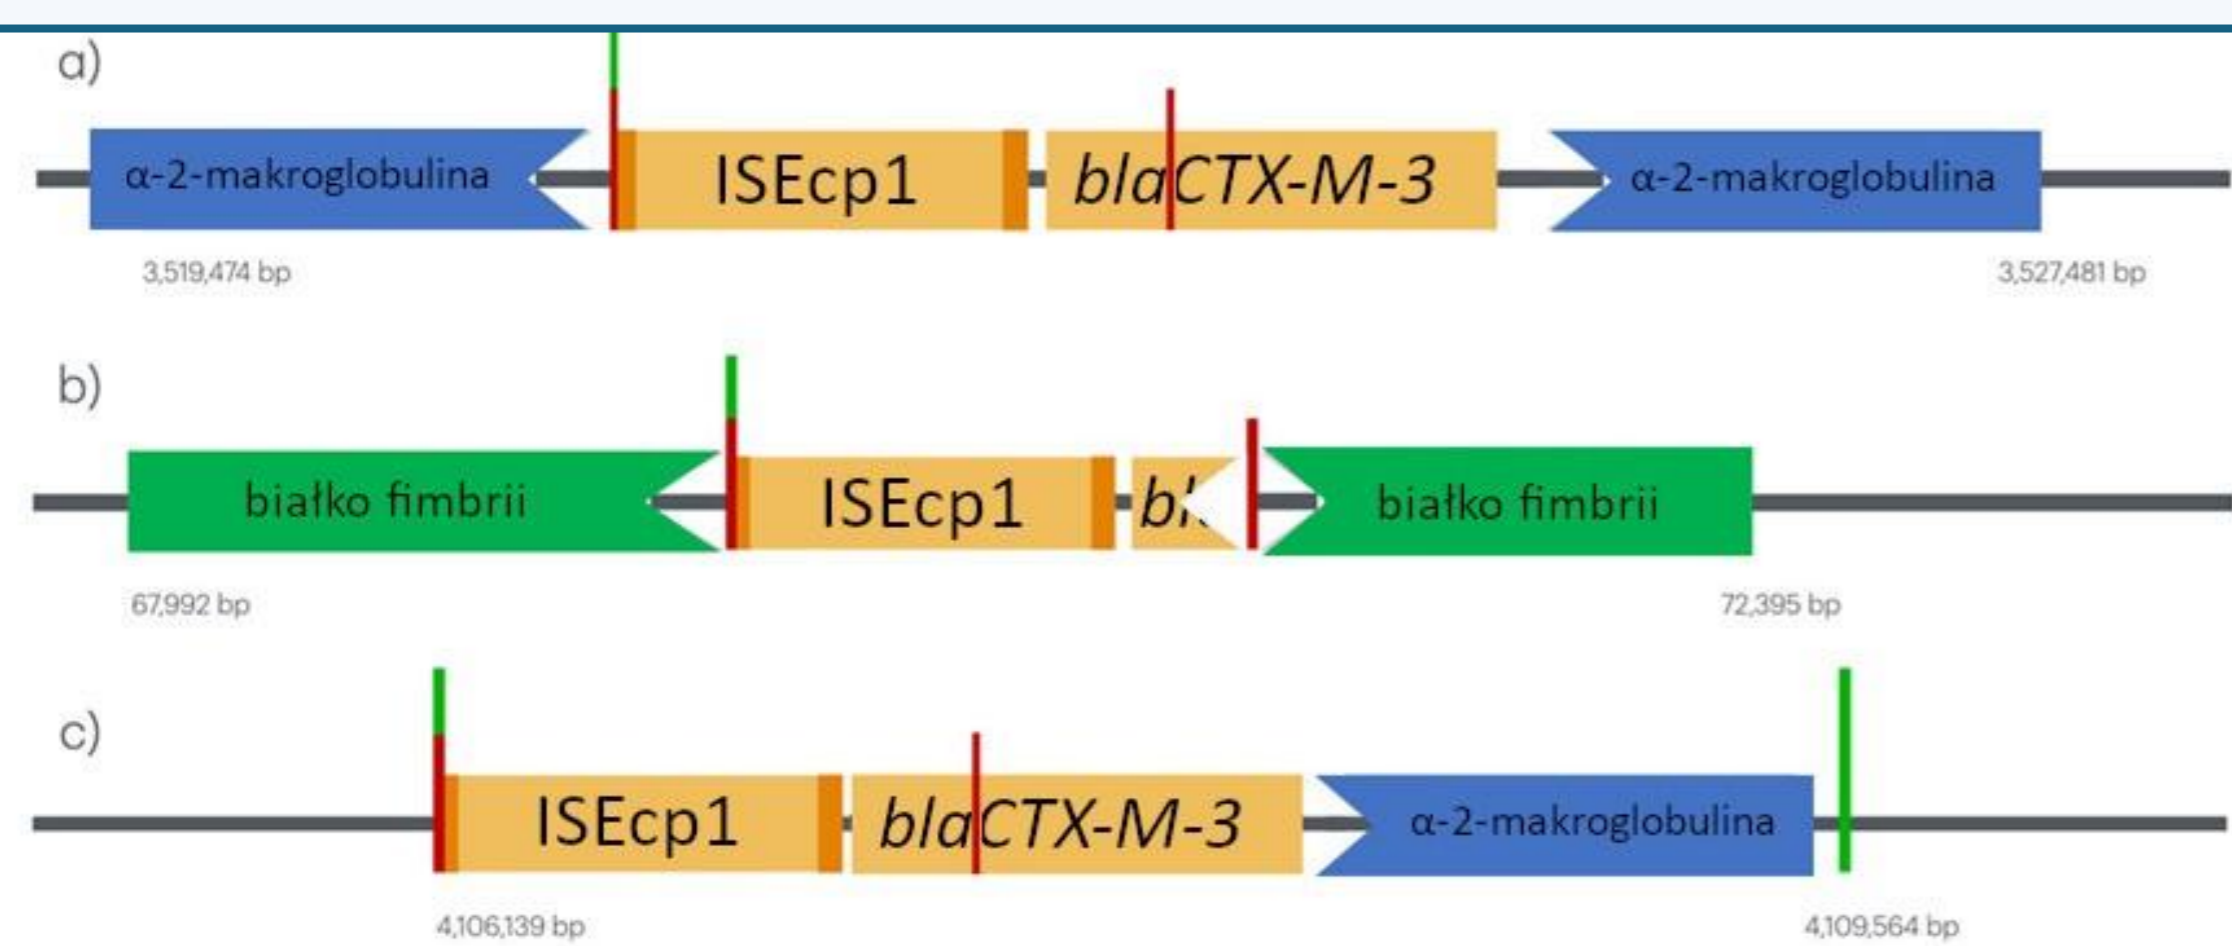 a)
α-2-makroglobulina ISEcp1 blaCTX-M-3 α-2-makroglobulina
3,519,474 bp 3,527,481 bp
b)
białko fimbrii ISEcp1 białko fimbrii
67,992 bp 72,395 bp
c)
ISEcp1 blaCTX-M-3 α-2-makroglobulina
4,106,139 bp 4,109,564 bp